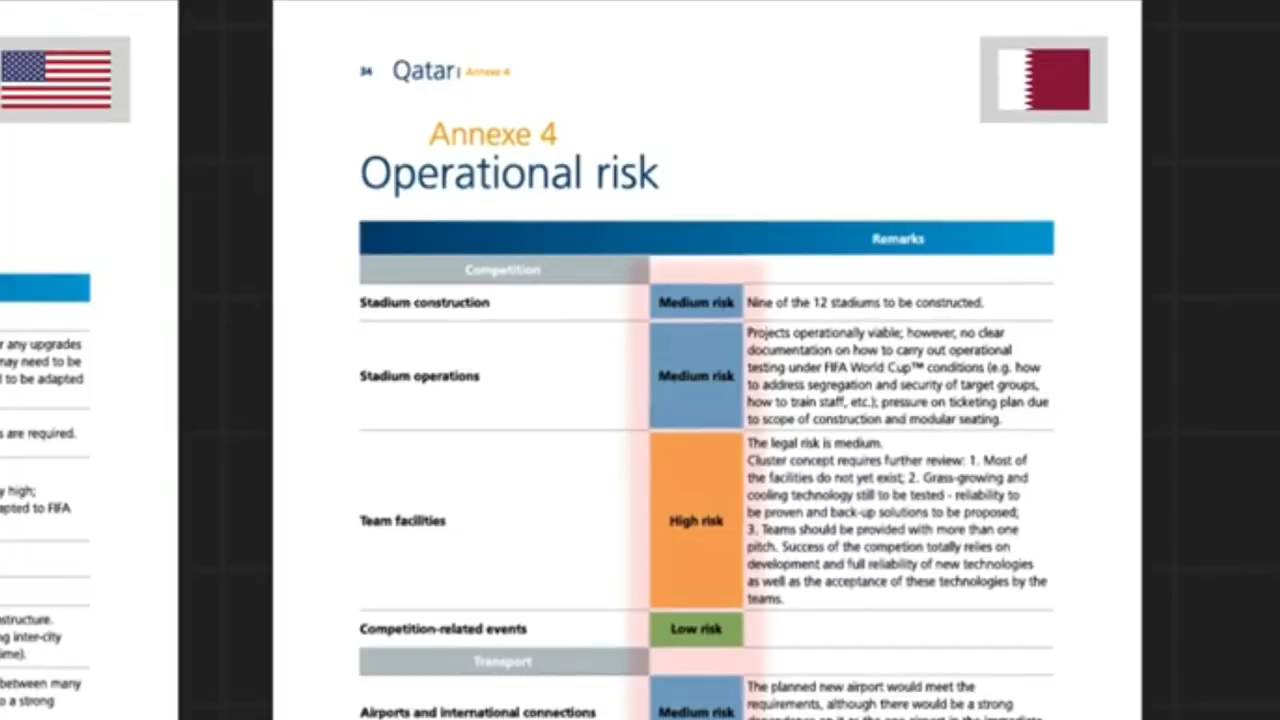 r any upgrades
may need to be
t to be adapted
s are required.
y high;
apted to FIFA
structure.
ng inter-city
ime).
between many
o a strong
34 Qatar| Annexe 4
Annexe 4
Operational risk
Remarks
Competition
Stadium construction Medium risk Nine of the 12 stadiums to be constructed.
Projects operationally viable; however, no clear
documentation on how to carry out operational
testing under FIFA World Cup™ conditions (e.g. how
Stadium operations Medium risk to address segregation and security of target groups,
how to train staff, etc.); pressure on ticketing plan due
to scope of construction and modular seating.
The legal risk is medium.
Cluster concept requires further review: 1. Most of
the facilities do not yet exist; 2. Grass-growing and
cooling technology still to be tested - reliability to
be proven and back-up solutions to be proposed;
Team facilities High risk 3. Teams should be provided with more than one
pitch. Success of the competion totally relies on
development and full reliability of new technologies
as well as the acceptance of these technologies by the
teams.
Competition-related events Low risk
Transport
The planned new airport would meet the
requirements, although there would be a strong
Airports and international connections Medium risk